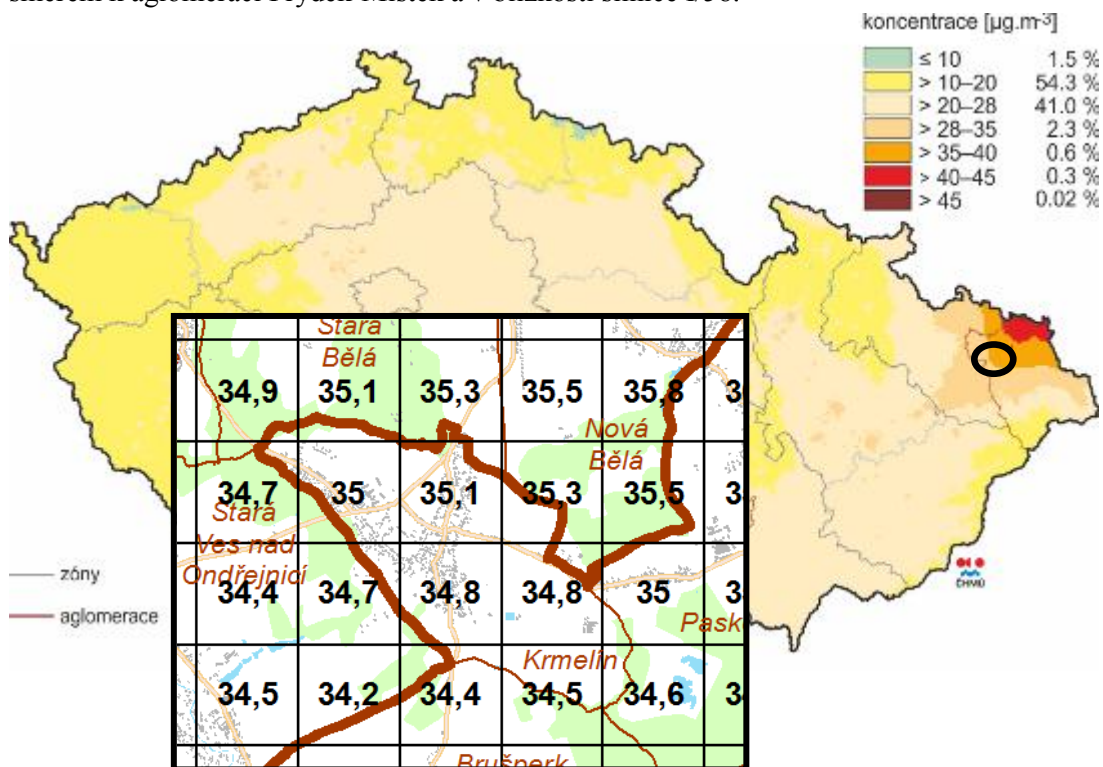 koncentrace [µg.m-³]
≤ 10 1.5 %
> 10–20 54.3 %
> 20–28 41.0 %
> 28–35 2.3 %
> 35–40 0.6 %
> 40–45 0.3 %
> 45 0.02 %
Stará
Bělá
34,9 35,1 35,3 35,5 35,8
Nová
Bělá
34,7 35 35,1 35,3 35,5
Stará
Ves nad
Ondřejnicí
34,4 34,7 34,8 34,8 35
Krmelín
34,5 34,2 34,4 34,5 34,6
zóny
aglomerace
ČHMÚ